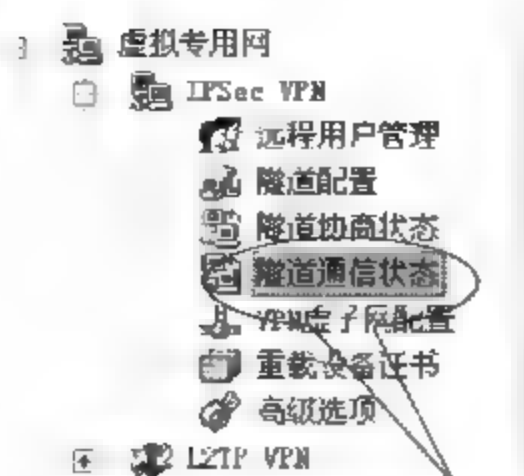 虚拟专用网
IPSec VPN
远程用户管理
隧道配置
隧道协商状态
隧道通信状态
VPN虚子网配置
重载设备证书
高级选项
L2TP VPN